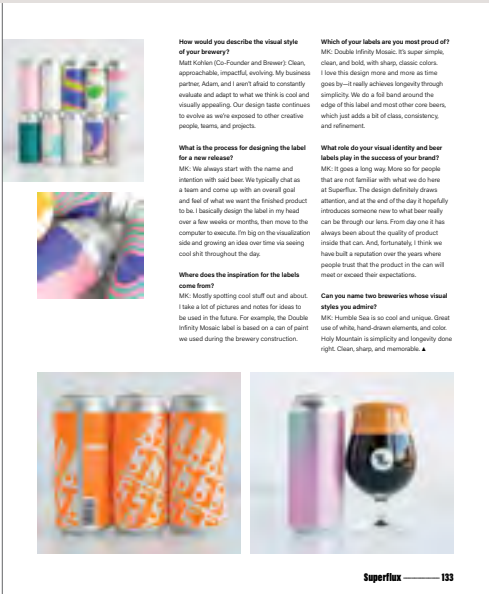 How would you describe the visual style
of your brewery?
Matt Kohlen (Co-Founder and Brewer): Clean,
approachable, impactful, evolving. My business
partner, Adam, and I aren't afraid to constantly
evaluate and adapt to what we think is cool and
visually appealing. Our design taste continues
to evolve as we're exposed to other creative
people, teams, and projects.
What is the process for designing the label
for a new release?
MK: We always start with the name and
intention with said beer. We typically chat as
a team and come up with an overall goal
and feel of what we want the finished product
to be. I basically design the label in my head
over a few weeks or months, then move to the
computer to execute. I'm big on the visualization
side and growing an idea over time via seeing
cool shit throughout the day.
Where does the inspiration for the labels
come from?
MK: Mostly spotting cool stuff out and about.
I take a lot of pictures and notes for ideas to
be used in the future. For example, the Double
Infinity Mosaic label is based on a can of paint
we used during the brewery construction.
Which of your labels are you most proud of?
MK: Double Infinity Mosaic. It's super simple,
clean, and bold, with sharp, classic colors.
I love this design more and more as time
goes by—it really achieves longevity through
simplicity. We do a foil band around the
edge of this label and most other core beers,
which just adds a bit of class, consistency,
and refinement.
What role do your visual identity and beer
labels play in the success of your brand?
MK: It goes a long way. More so for people
that are not familiar with what we do here
at Superflux. The design definitely draws
attention, and at the end of the day it hopefully
introduces someone new to what beer really
can be through our lens. From day one it has
always been about the quality of product
inside that can. And, fortunately, I think we
have built a reputation over the years where
people trust that the product in the can will
meet or exceed their expectations.
Can you name two breweries whose visual
styles you admire?
MK: Humble Sea is so cool and unique. Great
use of white, hand-drawn elements, and color.
Holy Mountain is simplicity and longevity done
right. Clean, sharp, and memorable. ▲
Superflux ——— 133